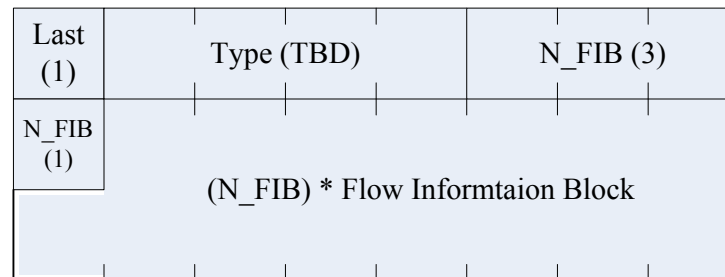 Last
(1)
Type (TBD)
N_FIB (3)
N_FIB
(1)
(N_FIB) * Flow Informtaion Block